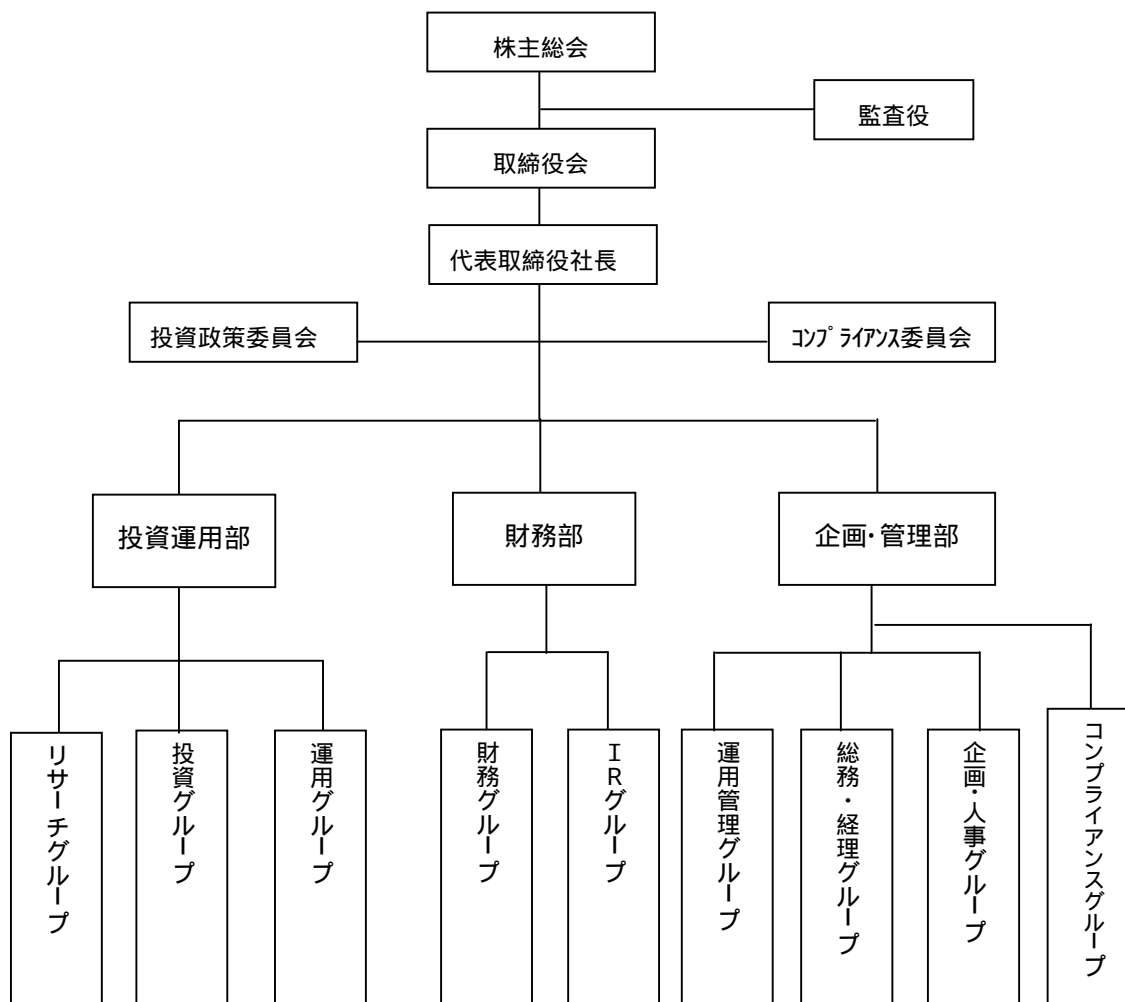 株主総会
監査役
取締役会
代表取締役社長
投資政策委員会
ｺﾝﾌﾟﾗｲｱﾝｽ委員会
投資運用部
財務部
企画・管理部
リサーチグループ
投資グループ
運用グループ
財務グループ
ＩＲグループ
運用管理グループ
総務・経理グループ
企画・人事グループ
コンプライアンスグループ